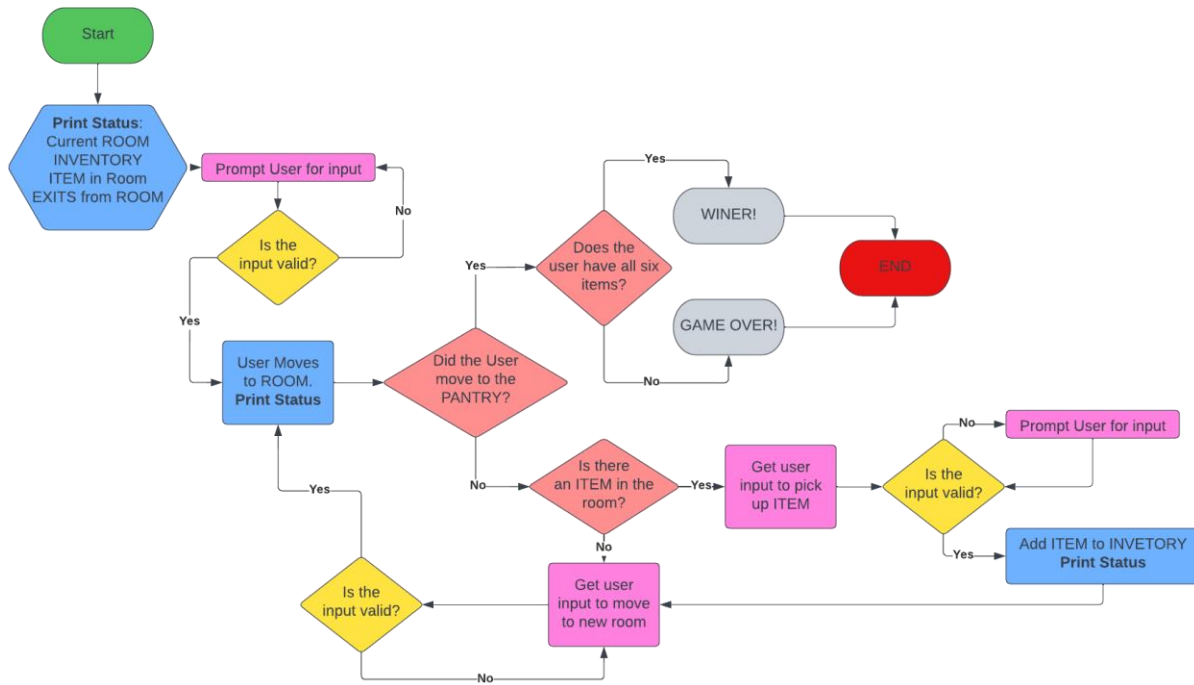 Start
Print Status:
Current ROOM
INVENTORY
ITEM in Room
EXITS from ROOM
Prompt User for input
No
Is the
input valid?
Yes
User Moves
to ROOM.
Print Status
Did the User
move to the
PANTRY?
Yes
Does the
user have all six
items?
Yes
WINER!
END
GAME OVER!
No
No
Is there
an ITEM in the
room?
Yes
Get user
input to pick
up ITEM
Is the
input valid?
No
Prompt User for input
Yes
Add ITEM to INVETORY
Print Status
No
Get user
input to move
to new room
Is the
input valid?
Yes
No